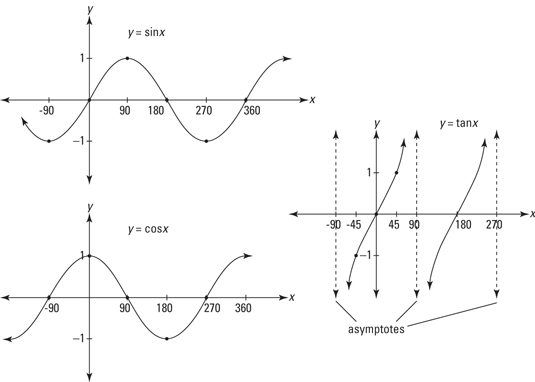 y
y = sinx
1
x
-90
90
180
270
360
−1
y
y = cosx
1
x
-90
90
180
270
360
−1
y
y = tanx
1
x
-90
-45
45
90
180
270
−1
asymptotes